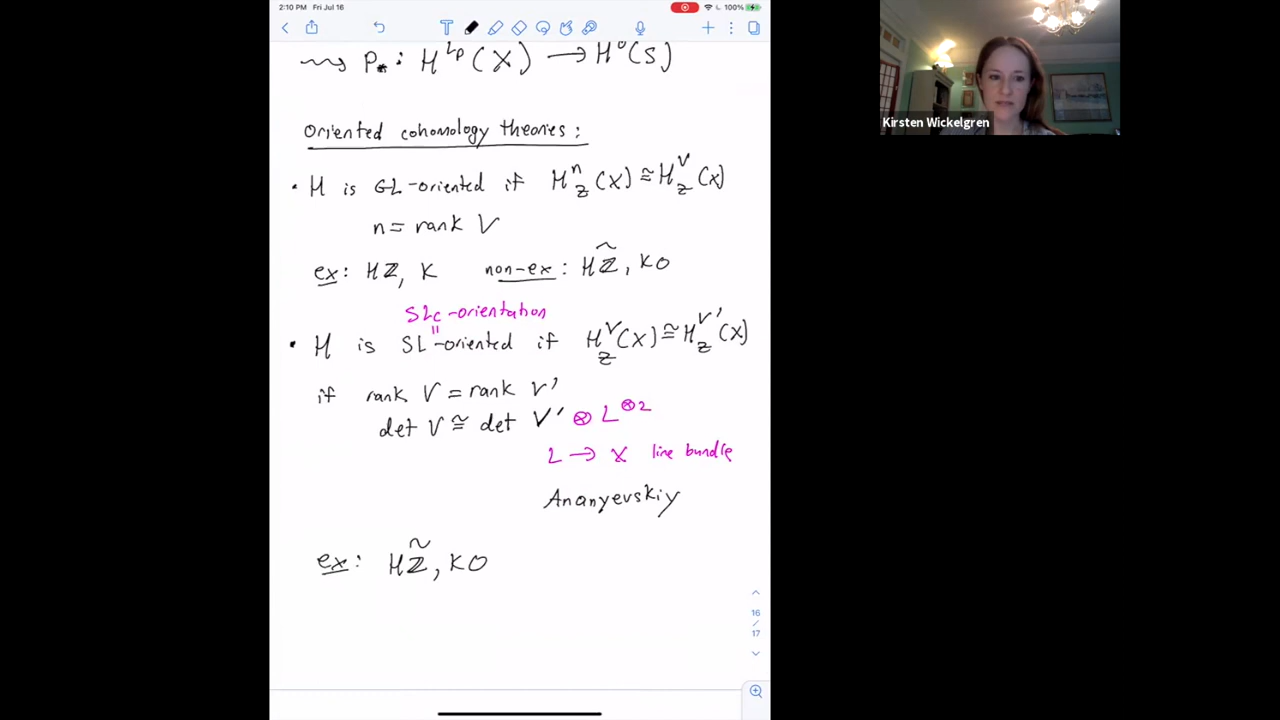 2:10 PM Fri Jul 16
100%
⇝ P_* : H^{L_p}(X) → H^0(S)
Oriented cohomology theories:
• H is GL-oriented if H^n_Z(X) ≅ H^V_Z(X)
n = rank V
ex: HZ, K non-ex: HZ̃, KO
SLc-orientation
• H is SL-oriented if H^V_Z(X) ≅ H^{V'}_Z(X)
if rank V = rank V'
det V ≅ det V' ⊗ L^{⊗2}
L → X line bundle
Ananyevskiy
ex: HZ̃, KO
16
/
17
Kirsten Wickelgren